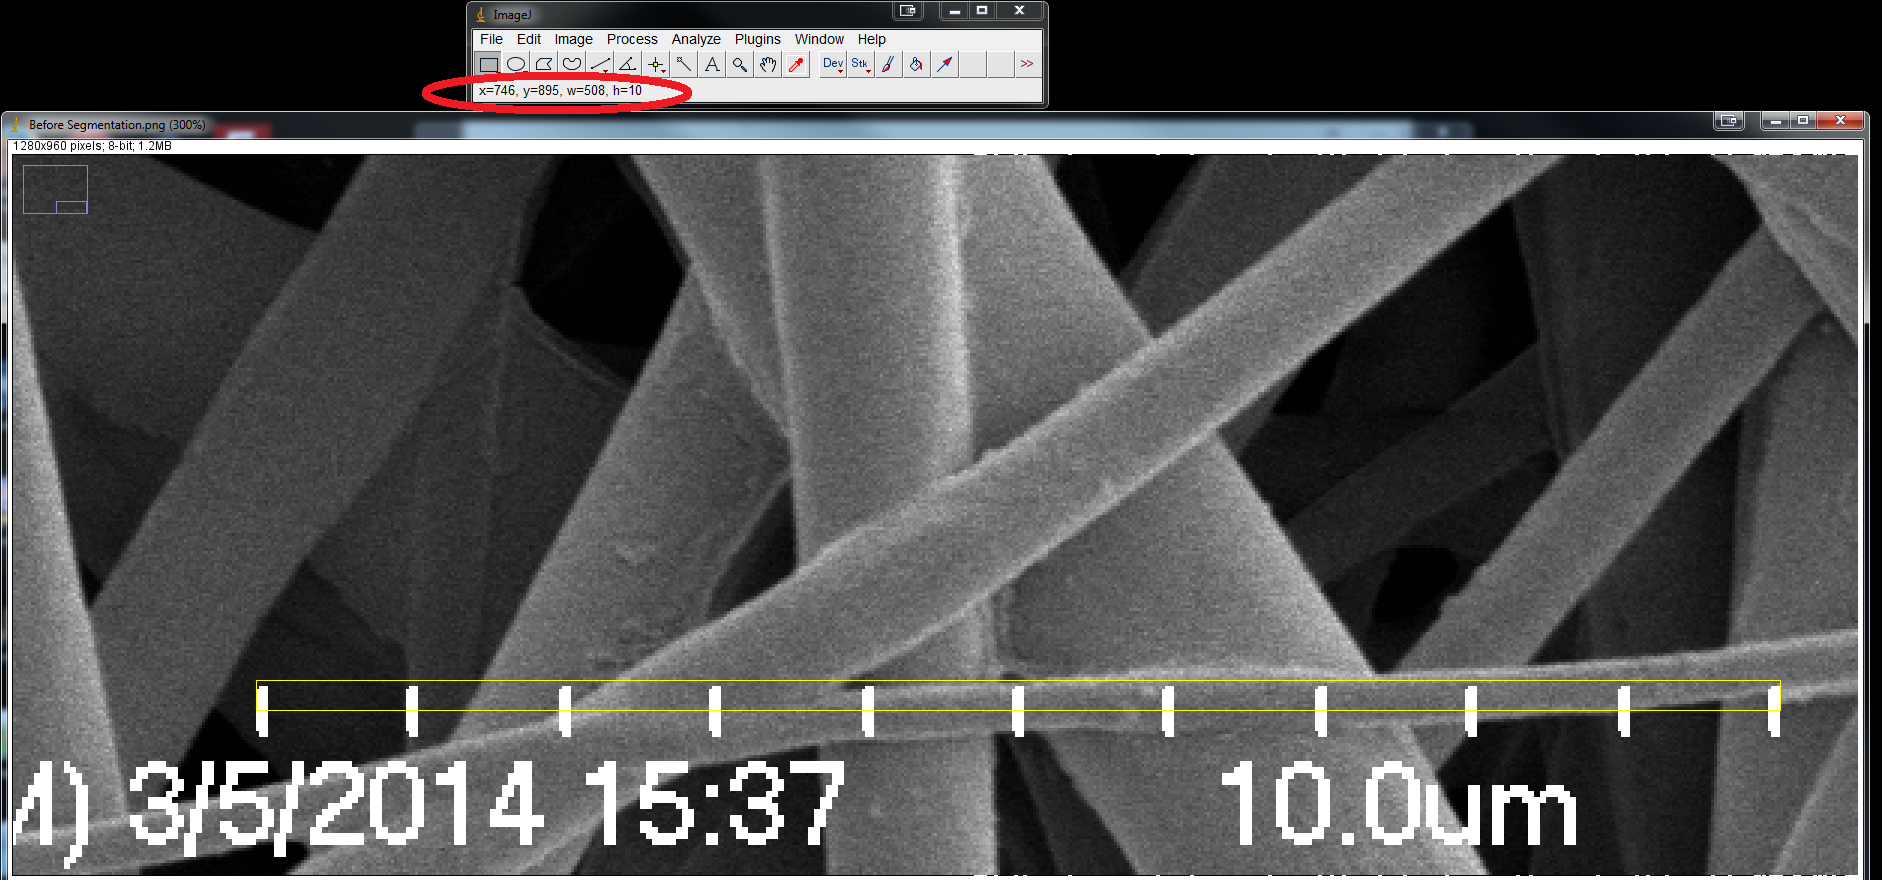 ImageJ
File Edit Image Process Analyze Plugins Window Help
A Dev Stk >>
x=746, y=895, w=508, h=10
Before Segmentation.png (300%)
1280x960 pixels; 8-bit; 1.2MB
) 3/5/2014 15:37 10.0um